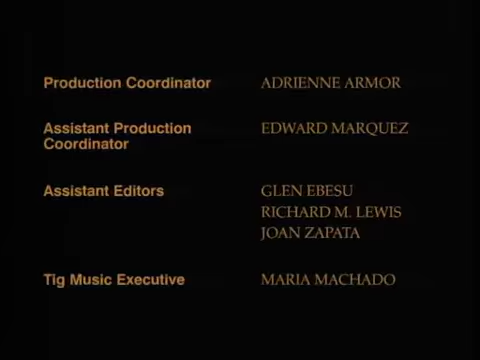 Production Coordinator ADRIENNE ARMOR
Assistant Production EDWARD MARQUEZ
Coordinator
Assistant Editors GLEN EBESU
RICHARD M. LEWIS
JOAN ZAPATA
Tig Music Executive MARIA MACHADO